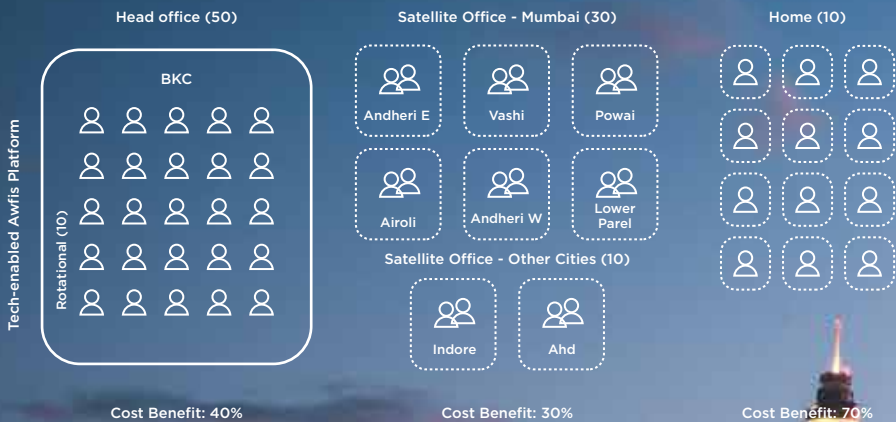 Head office (50)
Satellite Office - Mumbai (30)
Home (10)
Tech-enabled Awfis Platform
BKC
Rotational (10)
Andheri E
Vashi
Powai
Airoli
Andheri W
Lower
Parel
Satellite Office - Other Cities (10)
Indore
Ahd
Cost Benefit: 40%
Cost Benefit: 30%
Cost Benefit: 70%